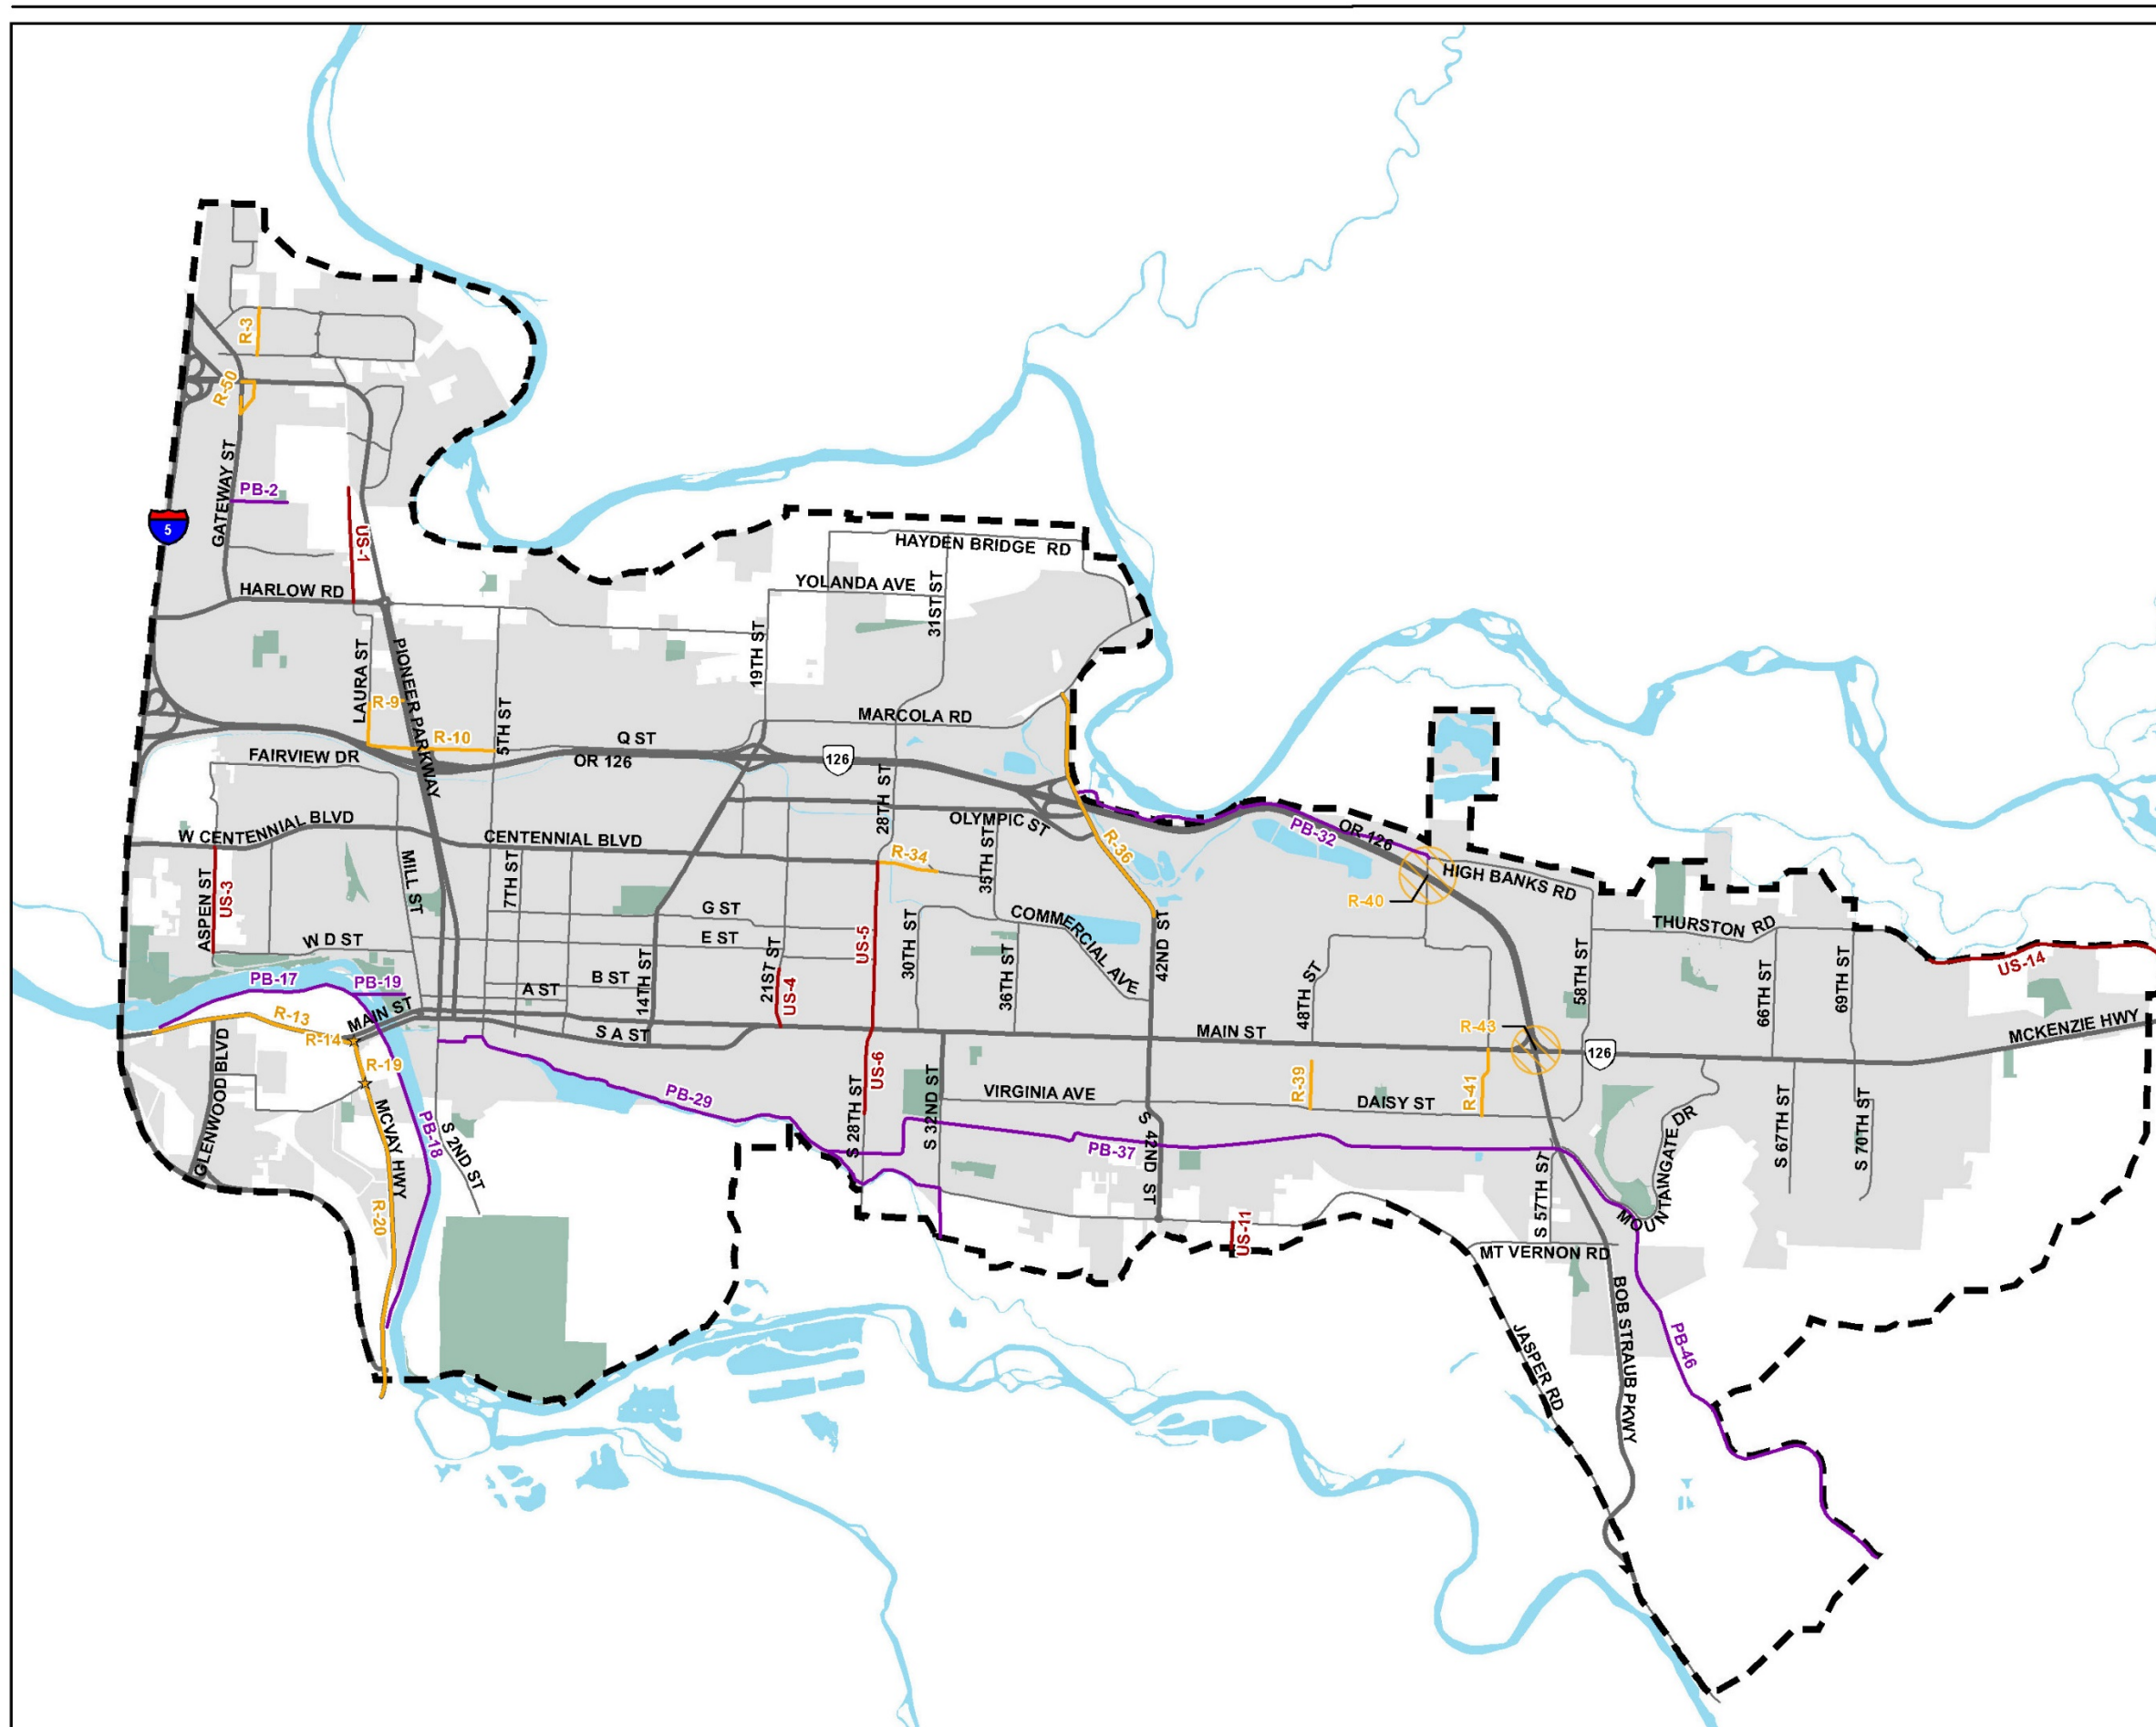 R-3
R-50
GATEWAY ST
PB-2
5
US-1
HAYDEN BRIDGE RD
YOLANDA AVE
31ST ST
HARLOW RD
19TH ST
LAURA ST
PIONEER PARKWAY
R-9
R-10
5TH ST
MARCOLA RD
Q ST
OR 126
126
FAIRVIEW DR
28TH ST
W CENTENNIAL BLVD
CENTENNIAL BLVD
OLYMPIC ST
OR 126
PB-32
R-34
35TH ST
R-36
HIGH BANKS RD
R-40
ASPEN ST
US-3
MILL ST
7TH ST
G ST
E ST
W D ST
US-5
30TH ST
COMMERCIAL AVE
42ND ST
THURSTON RD
US-14
58TH ST
66TH ST
69TH ST
PB-17
PB-19
A ST
B ST
14TH ST
21ST ST
US-4
36TH ST
48TH ST
MAIN ST
R-13
R-14
S A ST
MAIN ST
R-43
126
MCKENZIE HWY
R-19
GLENWOOD BLVD
MCVAY HWY
PB-18
S 2ND ST
PB-29
US-6
S 28TH ST
S 32ND ST
VIRGINIA AVE
R-39
DAISY ST
R-41
S 42ND ST
PB-37
S 57TH ST
MOUNTAINGATE DR
S 67TH ST
S 70TH ST
R-20
US-11
MT VERNON RD
JASPER RD
BOB STRAUB PKWY
PB-46